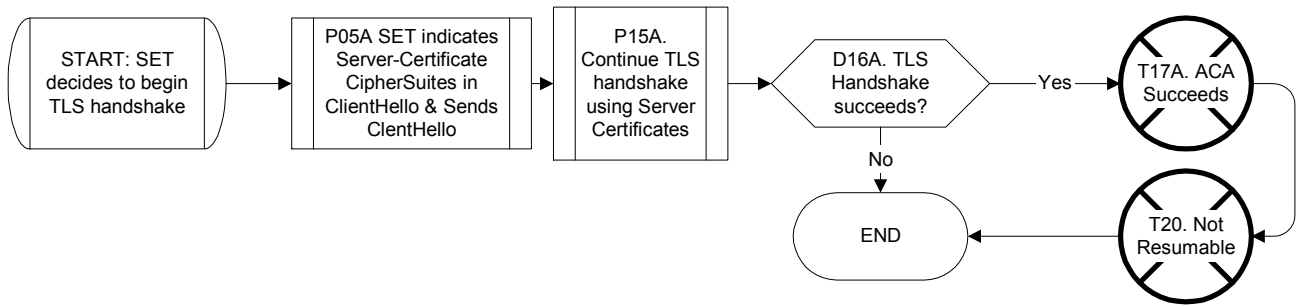 START: SET
decides to begin
TLS handshake
P05A SET indicates
Server-Certificate
CipherSuites in
ClientHello & Sends
ClentHello
P15A.
Continue TLS
handshake
using Server
Certificates
D16A. TLS
Handshake
succeeds?
Yes
T17A. ACA
Succeeds
No
END
T20. Not
Resumable